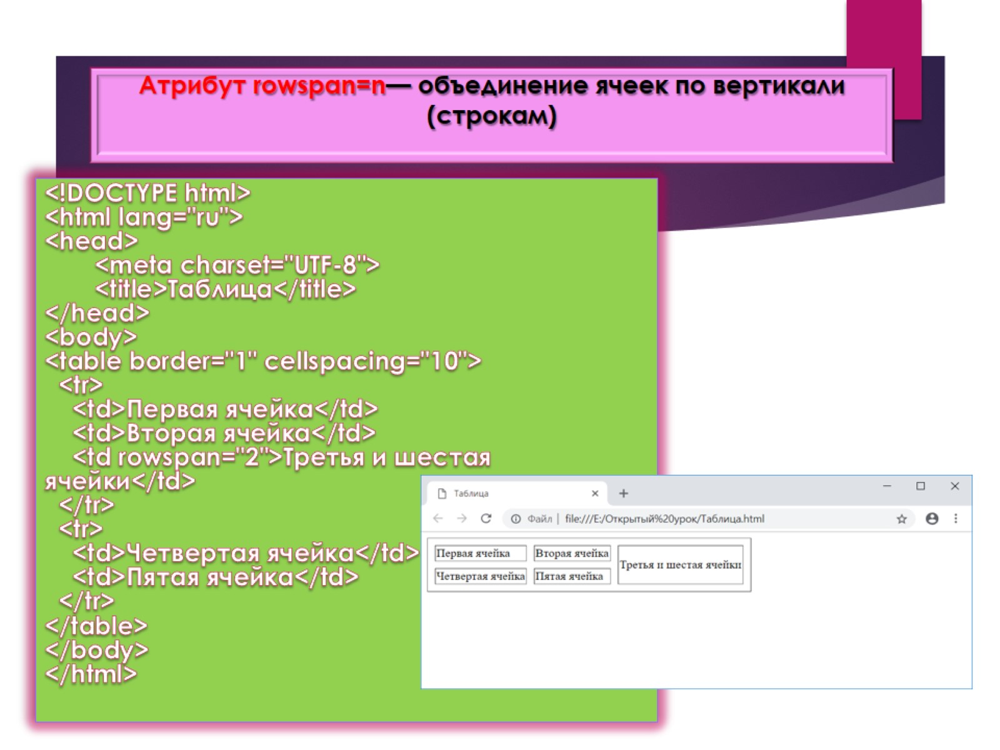 Атрибут rowspan=n— объединение ячеек по вертикали
(строкам)
<!DOCTYPE html>
<html lang="ru">
<head>
<meta charset="UTF-8">
<title>Таблица</title>
</head>
<body>
<table border="1" cellspacing="10">
<tr>
<td>Первая ячейка</td>
<td>Вторая ячейка</td>
<td rowspan="2">Третья и шестая
ячейки</td>
</tr>
<tr>
<td>Четвертая ячейка</td>
<td>Пятая ячейка</td>
</tr>
</table>
</body>
</html>
Таблица
Файл | file:///E:/Открытый%20урок/Таблица.html
Первая ячейка Вторая ячейка
Третья и шестая ячейки
Четвертая ячейка Пятая ячейка